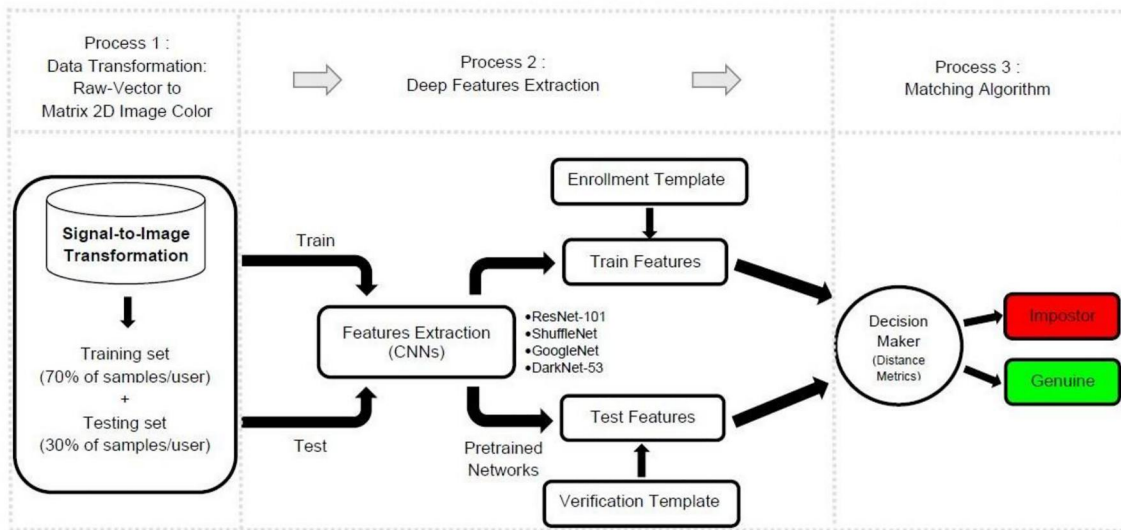 Process 1 :
Data Transformation:
Raw-Vector to
Matrix 2D Image Color
Process 2 :
Deep Features Extraction
Process 3 :
Matching Algorithm
Signal-to-Image
Transformation
Training set
(70% of samples/user)
+
Testing set
(30% of samples/user)
Train
Test
Features Extraction
(CNNs)
•ResNet-101
•ShuffleNet
•GoogleNet
•DarkNet-53
Pretrained
Networks
Enrollment Template
Train Features
Test Features
Verification Template
Decision
Maker
(Distance
Metrics)
Impostor
Genuine